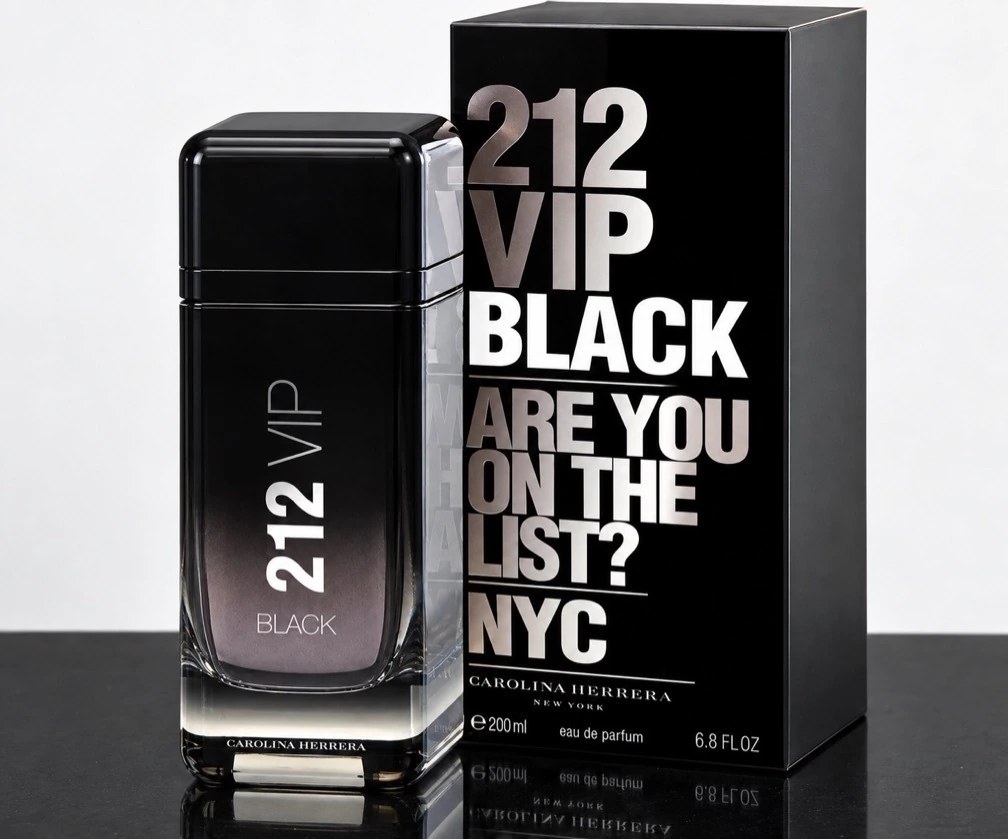 212 VIP
BLACK
CAROLINA HERRERA
212
VIP
BLACK
ARE YOU
ON THE
LIST?
NYC
CAROLINA HERRERA
NEW YORK
℮200ml eau de parfum 6.8 FL OZ